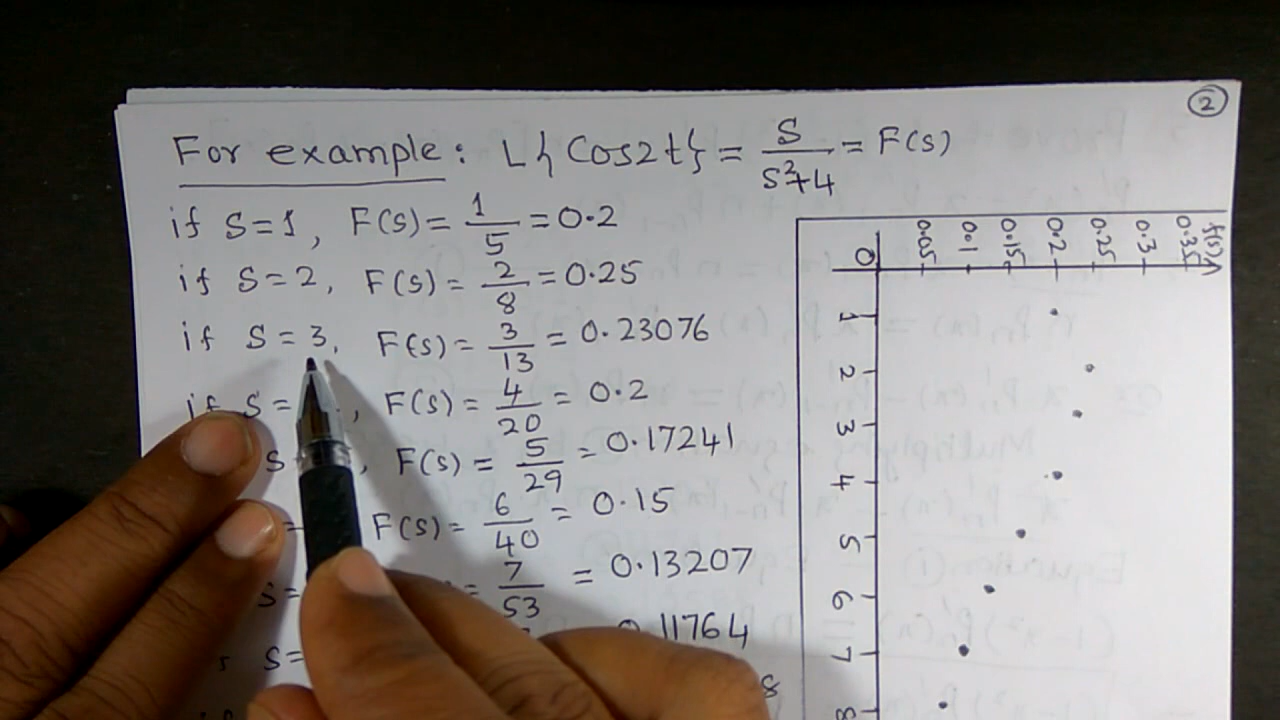 2
For example: L{ Cos2t} = S/S²+4 = F(S)
if S=1, F(S)= 1/5 =0.2
if S=2, F(S)= 2/8 =0.25
if S=3, F(S)= 3/13 = 0.23076
if S= , F(S)= 4/20 = 0.2
S , F(S) = 5/29 = 0.17241
= F(S)= 6/40 = 0.15
S= = 7/53 = 0.13207
S= 0.11764
8
f(s)
0 0.05 0.1 0.15 0.2 0.25 0.3 0.35
1
2
3
4
5
6
7
8